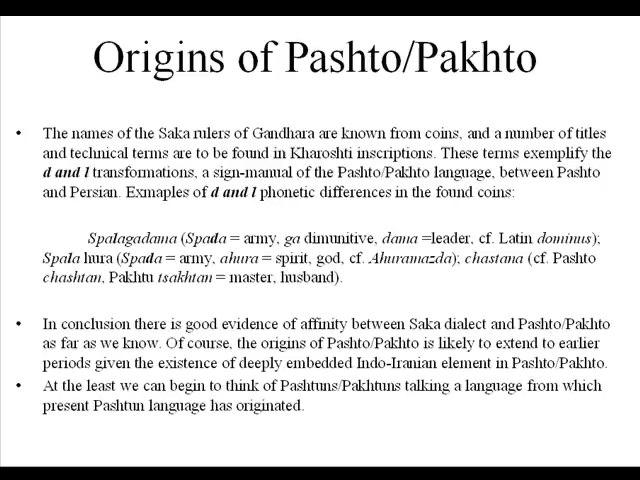 Origins of Pashto/Pakhto
• The names of the Saka rulers of Gandhara are known from coins, and a number of titles
and technical terms are to be found in Kharoshti inscriptions. These terms exemplify the
d and l transformations, a sign-manual of the Pashto/Pakhto language, between Pashto
and Persian. Exmaples of d and l phonetic differences in the found coins:
Spalagadama (Spada = army, ga dimunitive, dama =leader, cf. Latin dominus);
Spala hura (Spada = army, ahura = spirit, god, cf. Ahuramazda); chastana (cf. Pashto
chashtan, Pakhtu tsakhtan = master, husband).
• In conclusion there is good evidence of affinity between Saka dialect and Pashto/Pakhto
as far as we know. Of course, the origins of Pashto/Pakhto is likely to extend to earlier
periods given the existence of deeply embedded Indo-Iranian element in Pashto/Pakhto.
• At the least we can begin to think of Pashtuns/Pakhtuns talking a language from which
present Pashtun language has originated.